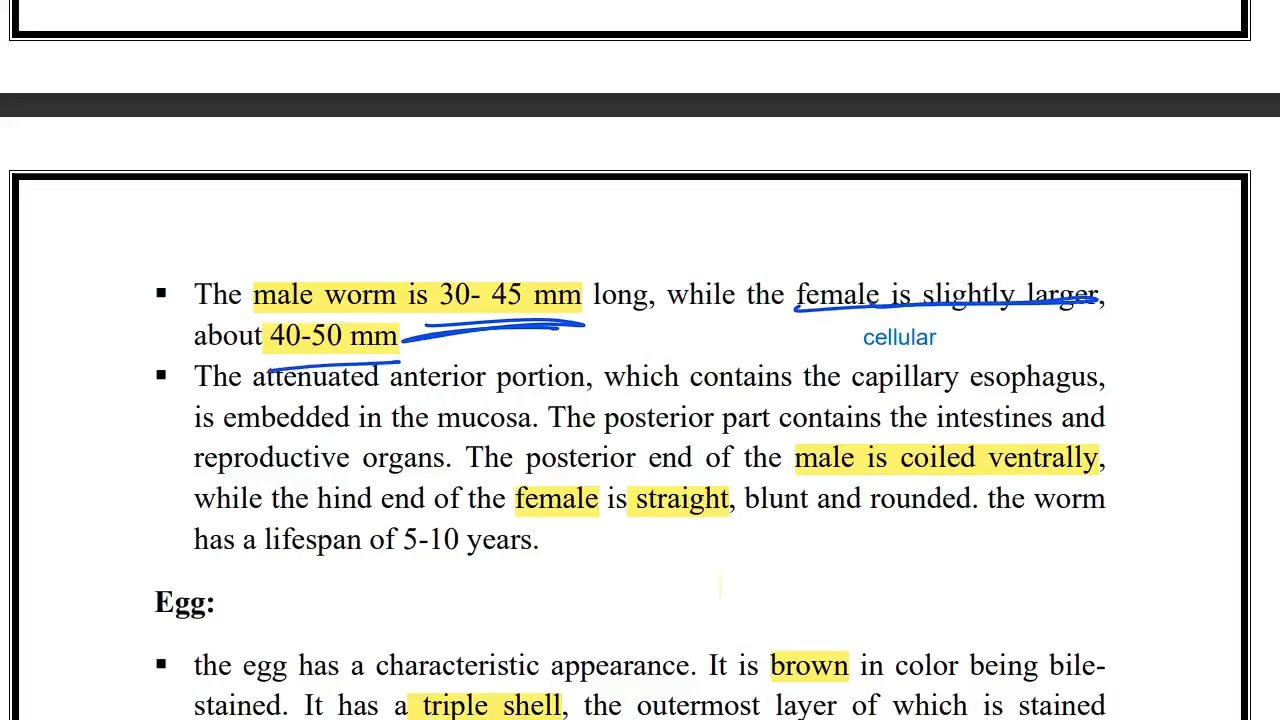 ▪ The male worm is 30- 45 mm long, while the female is slightly larger,
about 40-50 mm
cellular
▪ The attenuated anterior portion, which contains the capillary esophagus,
is embedded in the mucosa. The posterior part contains the intestines and
reproductive organs. The posterior end of the male is coiled ventrally,
while the hind end of the female is straight, blunt and rounded. the worm
has a lifespan of 5-10 years.
Egg:
▪ the egg has a characteristic appearance. It is brown in color being bile-
stained. It has a triple shell, the outermost layer of which is stained